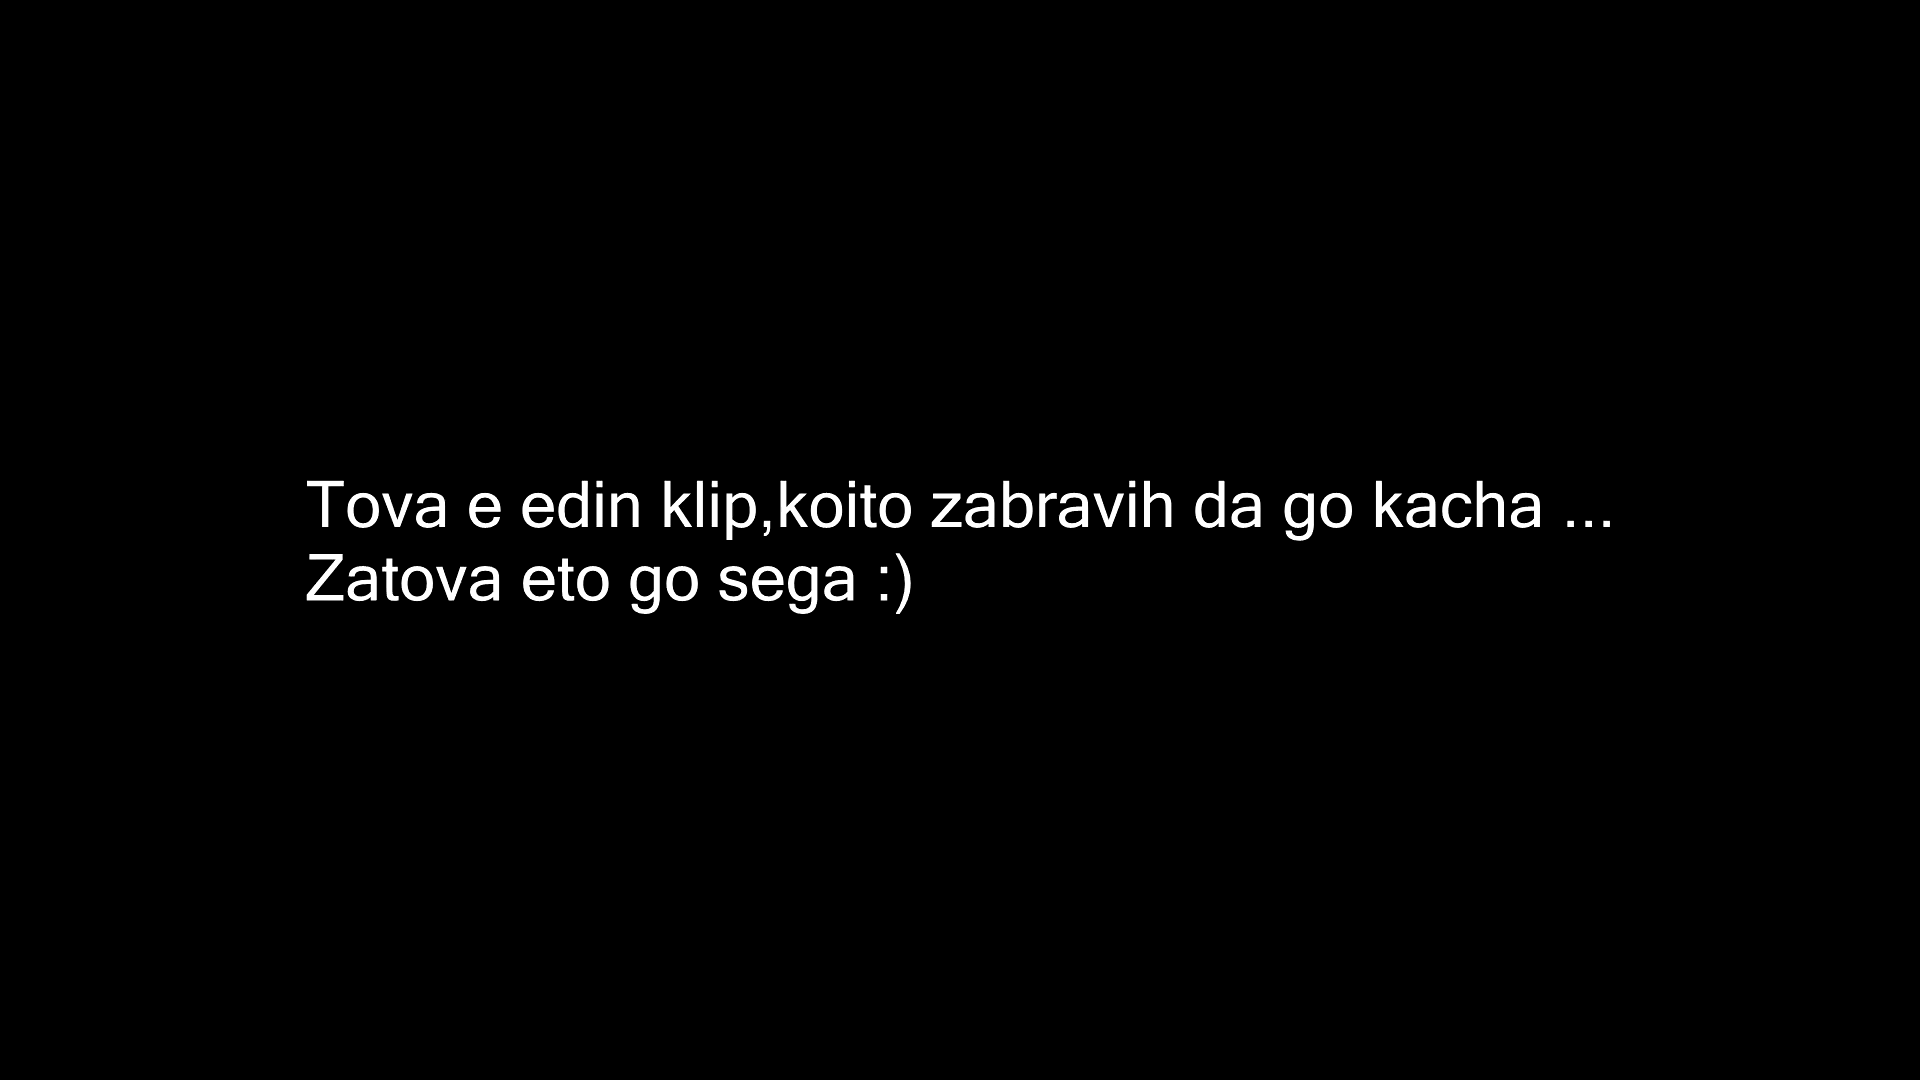 Tova e edin klip,koito zabravih da go kacha ...
Zatova eto go sega :)